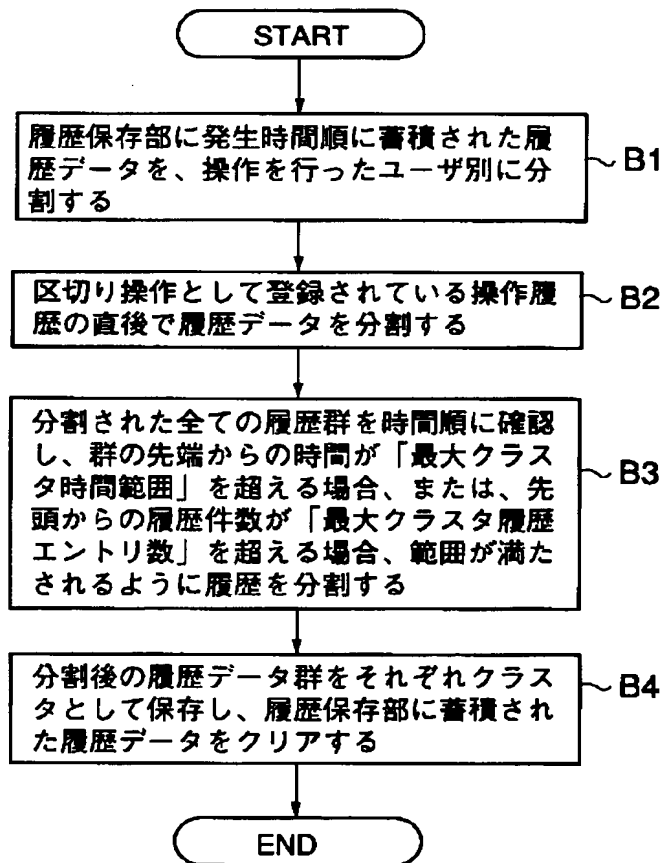 START
履歴保存部に発生時間順に蓄積された履
歴データを、操作を行ったユーザ別に分
割する
B1
区切り操作として登録されている操作履
歴の直後で履歴データを分割する
B2
分割された全ての履歴群を時間順に確認
し、群の先端からの時間が「最大クラス
タ時間範囲」を超える場合、または、先
頭からの履歴件数が「最大クラスタ履歴
エントリ数」を超える場合、範囲が満た
されるように履歴を分割する
B3
分割後の履歴データ群をそれぞれクラス
タとして保存し、履歴保存部に蓄積され
た履歴データをクリアする
B4
END